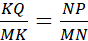 KQ/MK = NP/MN